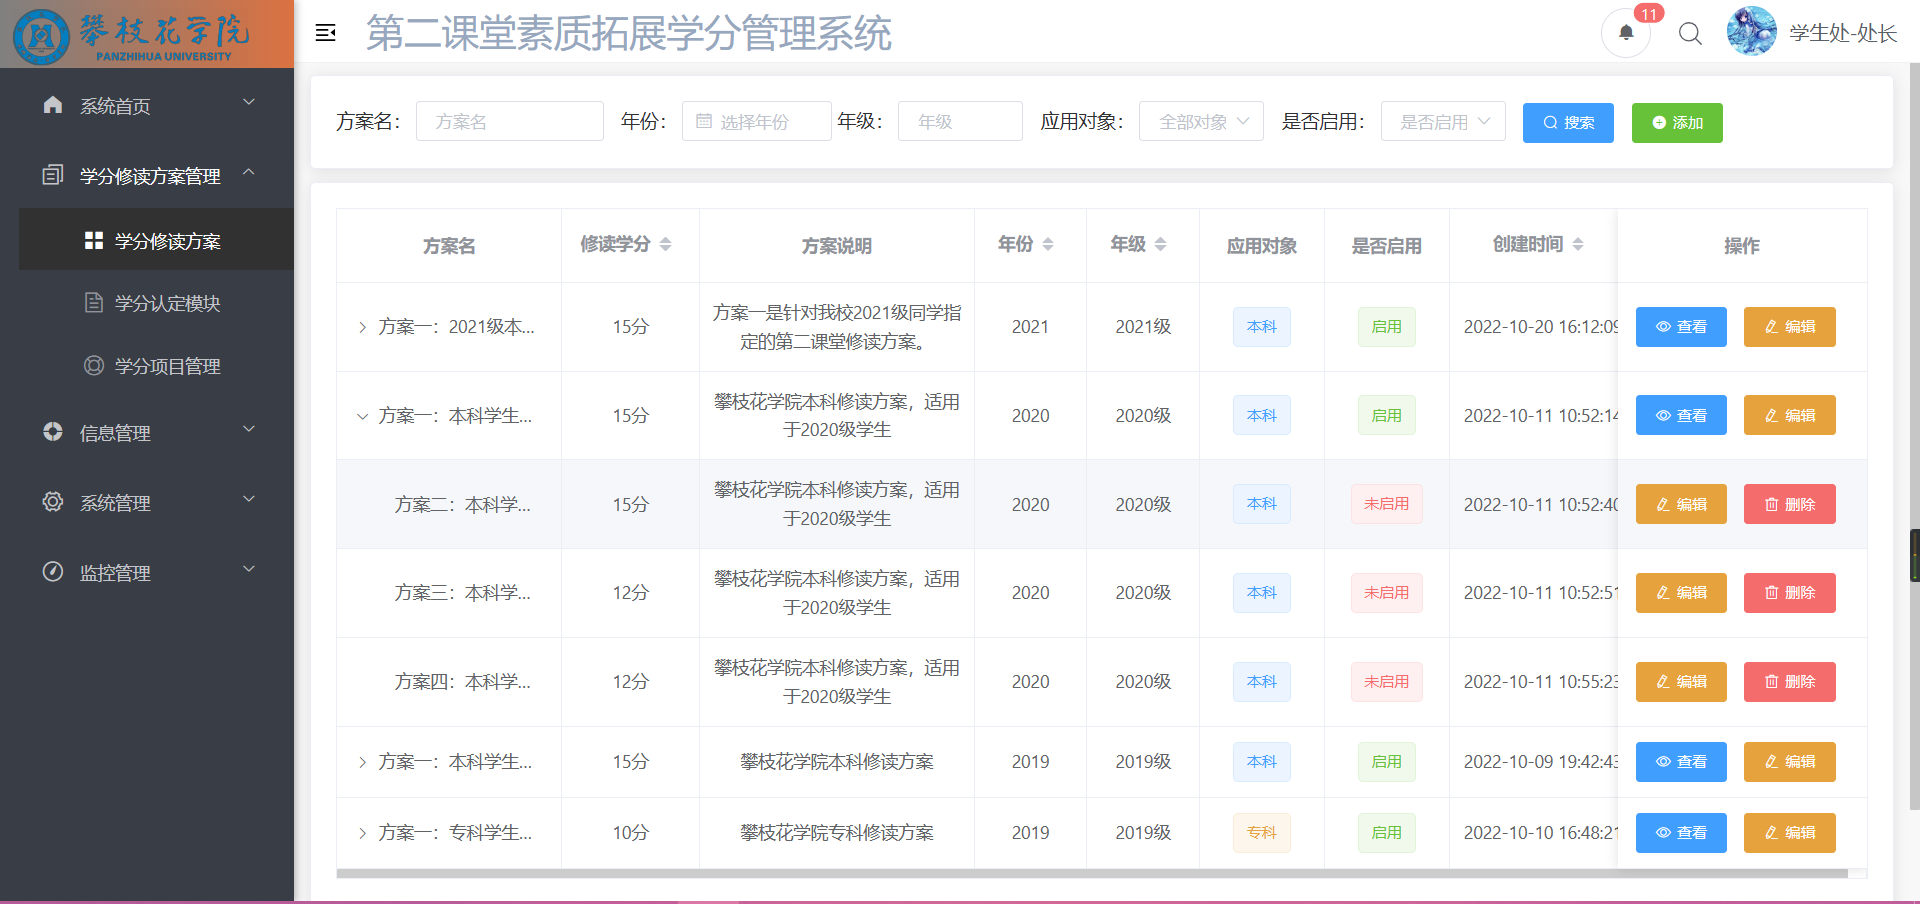 攀枝花学院
PANZHIHUA UNIVERSITY
第二课堂素质拓展学分管理系统
11
学生处-处长
系统首页
学分修读方案管理
学分修读方案
学分认定模块
学分项目管理
信息管理
系统管理
监控管理
方案名： 方案名 年份： 选择年份 年级： 年级 应用对象： 全部对象 是否启用： 是否启用 搜索 添加
方案名 修读学分 方案说明 年份 年级 应用对象 是否启用 创建时间 操作
方案一：2021级本... 15分 方案一是针对我校2021级同学指 2021 2021级 本科 启用 2022-10-20 16:12:09 查看 编辑
定的第二课堂修读方案。
方案一：本科学生... 15分 攀枝花学院本科修读方案，适用 2020 2020级 本科 启用 2022-10-11 10:52:14 查看 编辑
于2020级学生
方案二：本科学... 15分 攀枝花学院本科修读方案，适用 2020 2020级 本科 未启用 2022-10-11 10:52:40 编辑 删除
于2020级学生
方案三：本科学... 12分 攀枝花学院本科修读方案，适用 2020 2020级 本科 未启用 2022-10-11 10:52:51 编辑 删除
于2020级学生
方案四：本科学... 12分 攀枝花学院本科修读方案，适用 2020 2020级 本科 未启用 2022-10-11 10:55:23 编辑 删除
于2020级学生
方案一：本科学生... 15分 攀枝花学院本科修读方案 2019 2019级 本科 启用 2022-10-09 19:42:43 查看 编辑
方案一：专科学生... 10分 攀枝花学院专科修读方案 2019 2019级 专科 启用 2022-10-10 16:48:21 查看 编辑